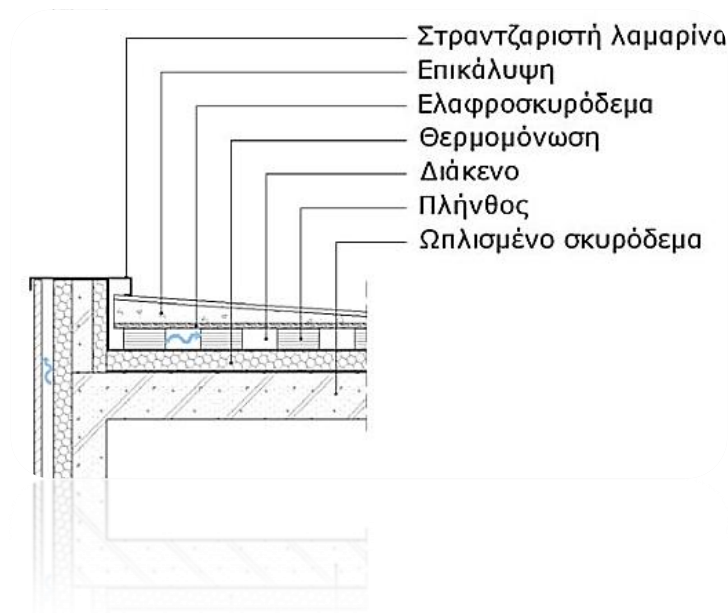 Στραντζαριστή λαμαρίνα
Επικάλυψη
Ελαφροσκυρόδεμα
Θερμομόνωση
Διάκενο
Πλήνθος
Ωπλισμένο σκυρόδεμα